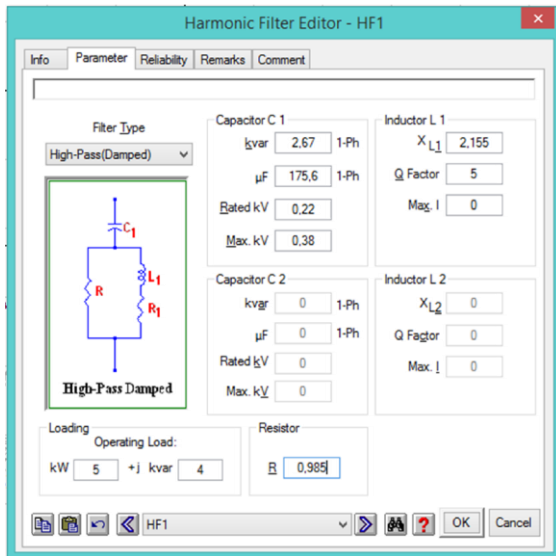 Harmonic Filter Editor - HF1
Info Parameter Reliability Remarks Comment
Filter Type
High-Pass(Damped)
C1
R
L1
R1
High-Pass Damped
Capacitor C 1
kvar 2,67 1-Ph
µF 175,6 1-Ph
Rated kV 0,22
Max. kV 0,38
Inductor L 1
XL1 2,155
Q Factor 5
Max. I 0
Capacitor C 2
kvar 0 1-Ph
µF 0 1-Ph
Rated kV 0
Max. kV 0
Inductor L 2
XL2 0
Q Factor 0
Max. I 0
Loading
Operating Load:
kW 5 +j kvar 4
Resistor
R 0,985
HF1
? OK Cancel